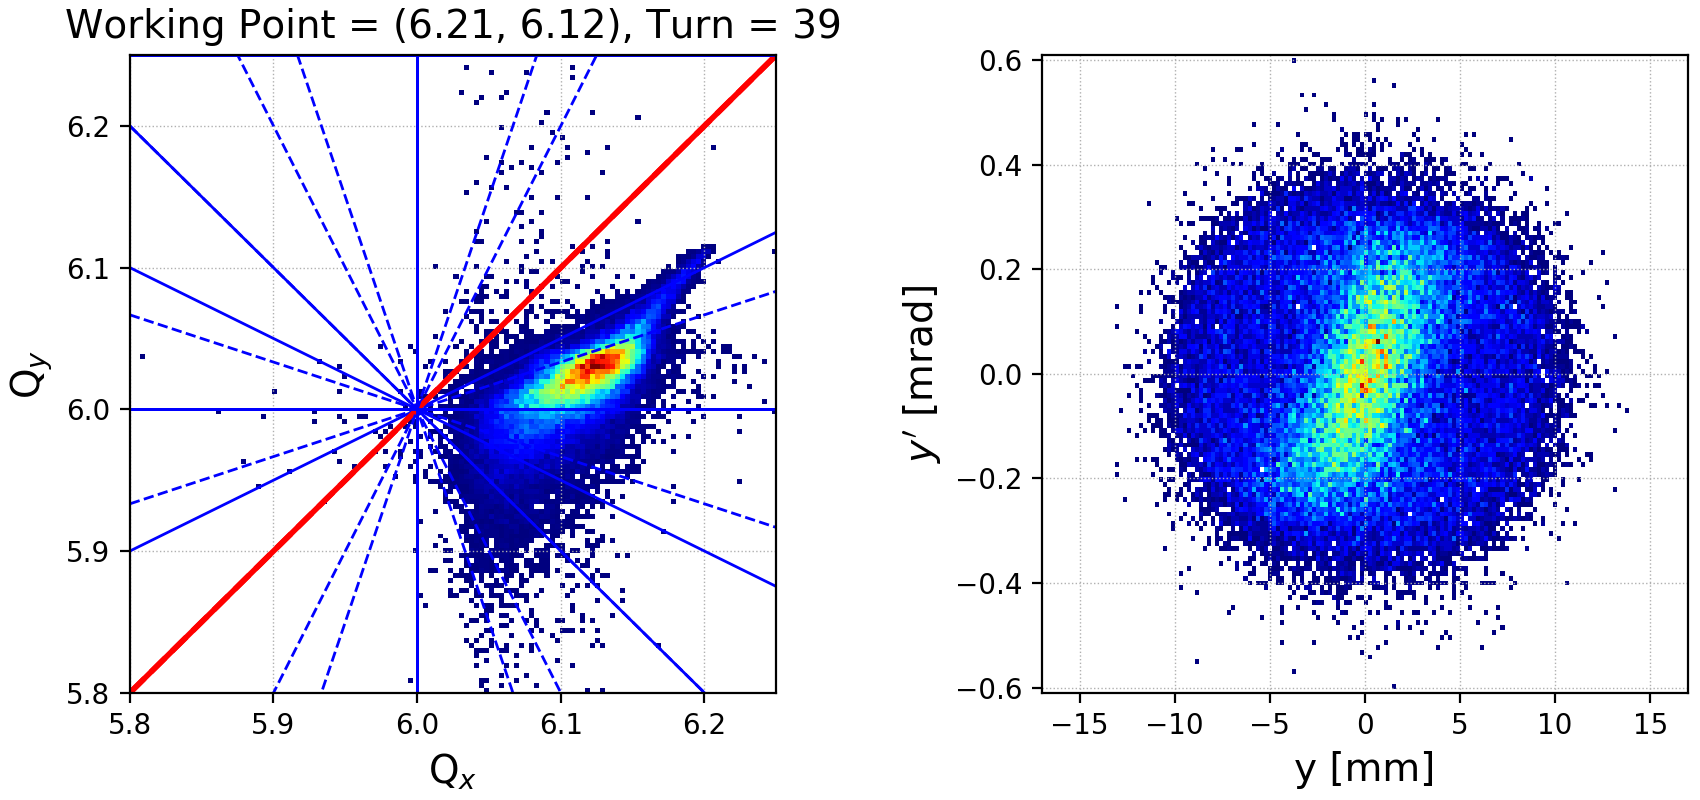 Working Point = (6.21, 6.12), Turn = 39
6.2
6.1
6.0
5.9
5.8
Q_y
5.8 5.9 6.0 6.1 6.2
Q_x
0.6
0.4
0.2
0.0
−0.2
−0.4
−0.6
y′ [mrad]
−15 −10 −5 0 5 10 15
y [mm]